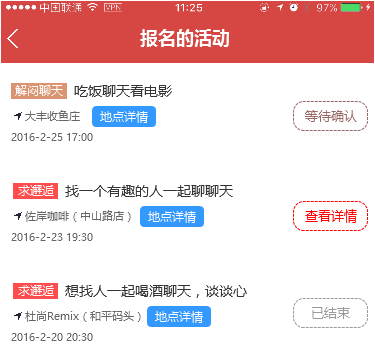 中国联通 VPN 11:25 97%
报名的活动
解闷聊天 吃饭聊天看电影
大丰收鱼庄 地点详情 等待确认
2016-2-25 17:00
求邂逅 找一个有趣的人一起聊聊天
佐岸咖啡（中山路店） 地点详情 查看详情
2016-2-23 19:30
求邂逅 想找人一起喝酒聊天，谈谈心
杜尚Remix（和平码头） 地点详情 已结束
2016-2-20 20:30